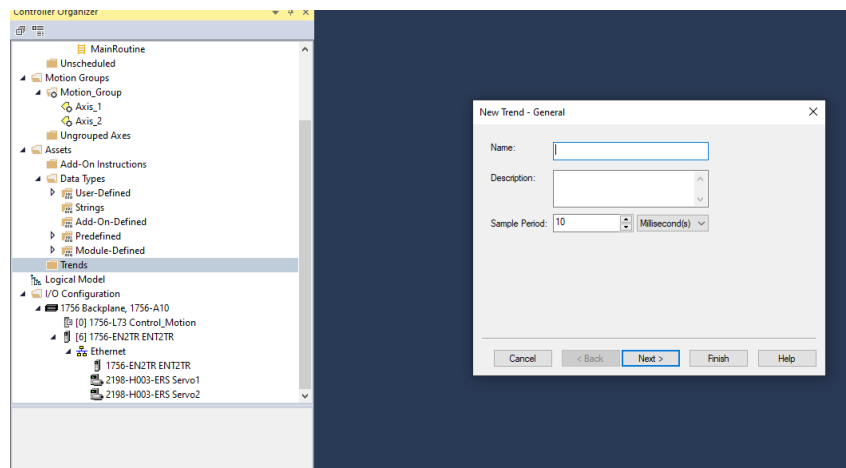 Controller Organizer
MainRoutine
Unscheduled
Motion Groups
Motion_Group
Axis_1
Axis_2
Ungrouped Axes
Assets
Add-On Instructions
Data Types
User-Defined
Strings
Add-On-Defined
Predefined
Module-Defined
Trends
Logical Model
I/O Configuration
1756 Backplane, 1756-A10
[0] 1756-L73 Control_Motion
[6] 1756-EN2TR ENT2TR
Ethernet
1756-EN2TR ENT2TR
2198-H003-ERS Servo1
2198-H003-ERS Servo2
New Trend - General
Name:
Description:
Sample Period: 10 Millisecond(s)
Cancel < Back Next > Finish Help